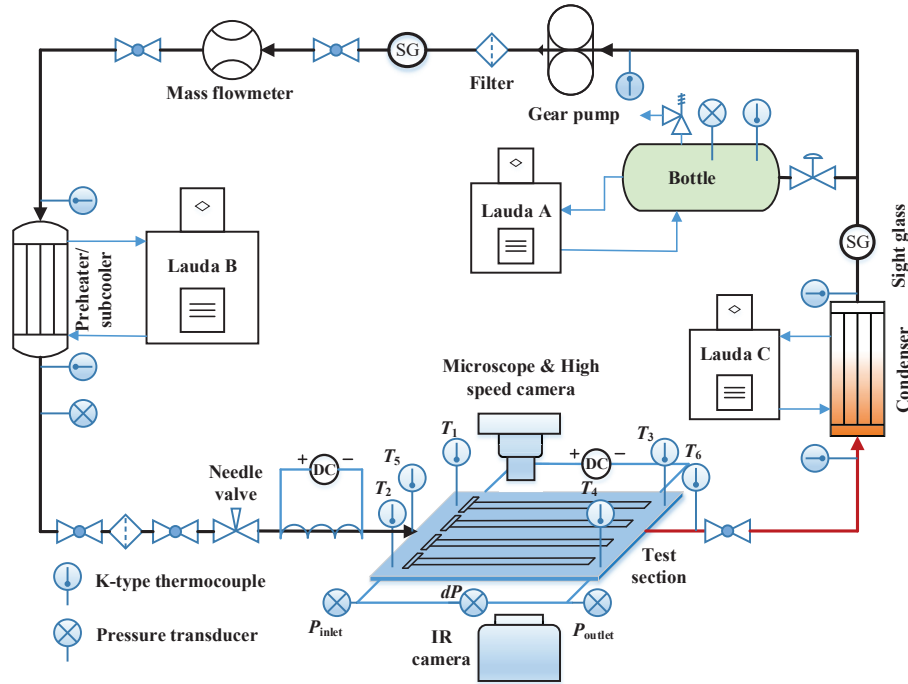 SG
Mass flowmeter
Filter
Gear pump
Bottle
Lauda A
Sight glass
SG
Lauda B
Preheater/
subcooler
Lauda C
Condenser
Microscope & High
speed camera
+ DC −
Needle
valve
+ DC −
T1
T2
T3
T4
T5
T6
Test
section
K-type thermocouple
Pressure transducer
Pinlet
dP
Poutlet
IR
camera